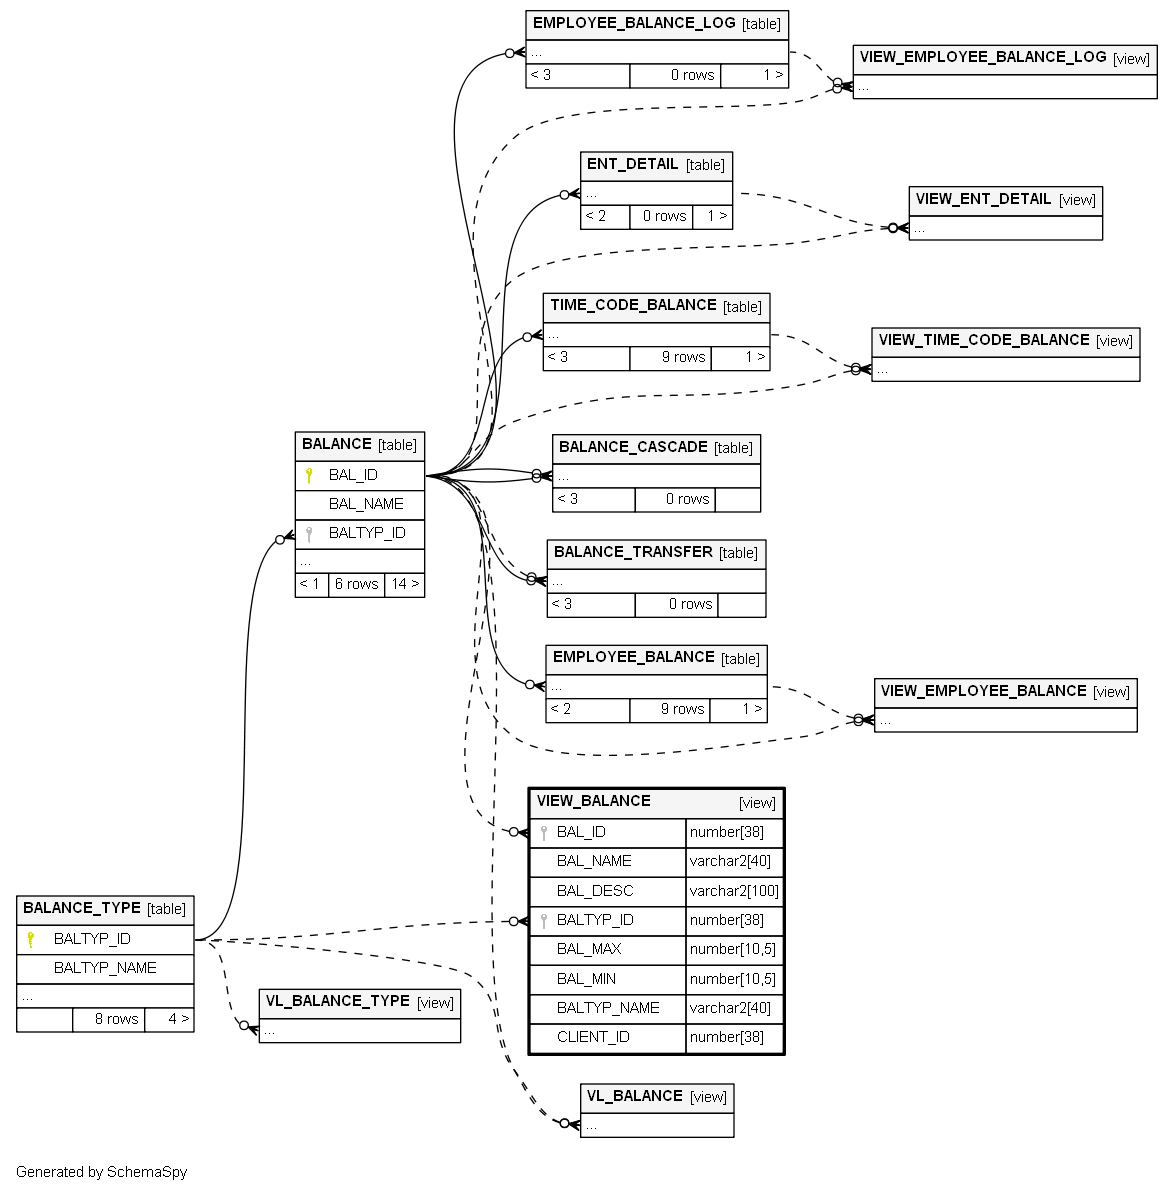 EMPLOYEE_BALANCE_LOG [table]
...
< 3 0 rows 1 >
VIEW_EMPLOYEE_BALANCE_LOG [view]
...
ENT_DETAIL [table]
...
< 2 0 rows 1 >
VIEW_ENT_DETAIL [view]
...
TIME_CODE_BALANCE [table]
...
< 3 9 rows 1 >
VIEW_TIME_CODE_BALANCE [view]
...
BALANCE [table]
BAL_ID
BAL_NAME
BALTYP_ID
...
< 1 6 rows 14 >
BALANCE_CASCADE [table]
...
< 3 0 rows
BALANCE_TRANSFER [table]
...
< 3 0 rows
EMPLOYEE_BALANCE [table]
...
< 2 9 rows 1 >
VIEW_EMPLOYEE_BALANCE [view]
...
VIEW_BALANCE [view]
BAL_ID number[38]
BAL_NAME varchar2[40]
BAL_DESC varchar2[100]
BALTYP_ID number[38]
BAL_MAX number[10,5]
BAL_MIN number[10,5]
BALTYP_NAME varchar2[40]
CLIENT_ID number[38]
BALANCE_TYPE [table]
BALTYP_ID
BALTYP_NAME
...
8 rows 4 >
VL_BALANCE_TYPE [view]
...
VL_BALANCE [view]
...
Generated by SchemaSpy